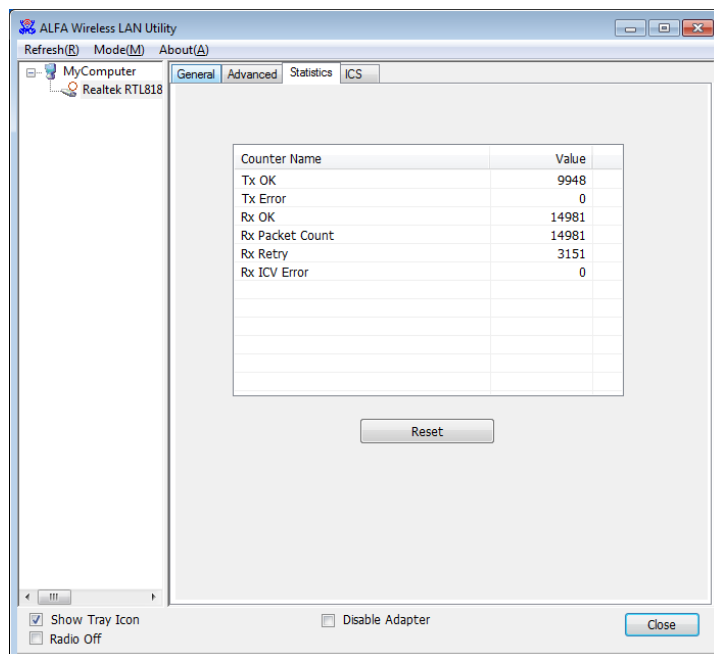 ALFA Wireless LAN Utility
Refresh(R) Mode(M) About(A)
MyComputer
Realtek RTL818
General Advanced Statistics ICS
Counter Name Value
Tx OK 9948
Tx Error 0
Rx OK 14981
Rx Packet Count 14981
Rx Retry 3151
Rx ICV Error 0
Reset
Show Tray Icon Disable Adapter Close
Radio Off